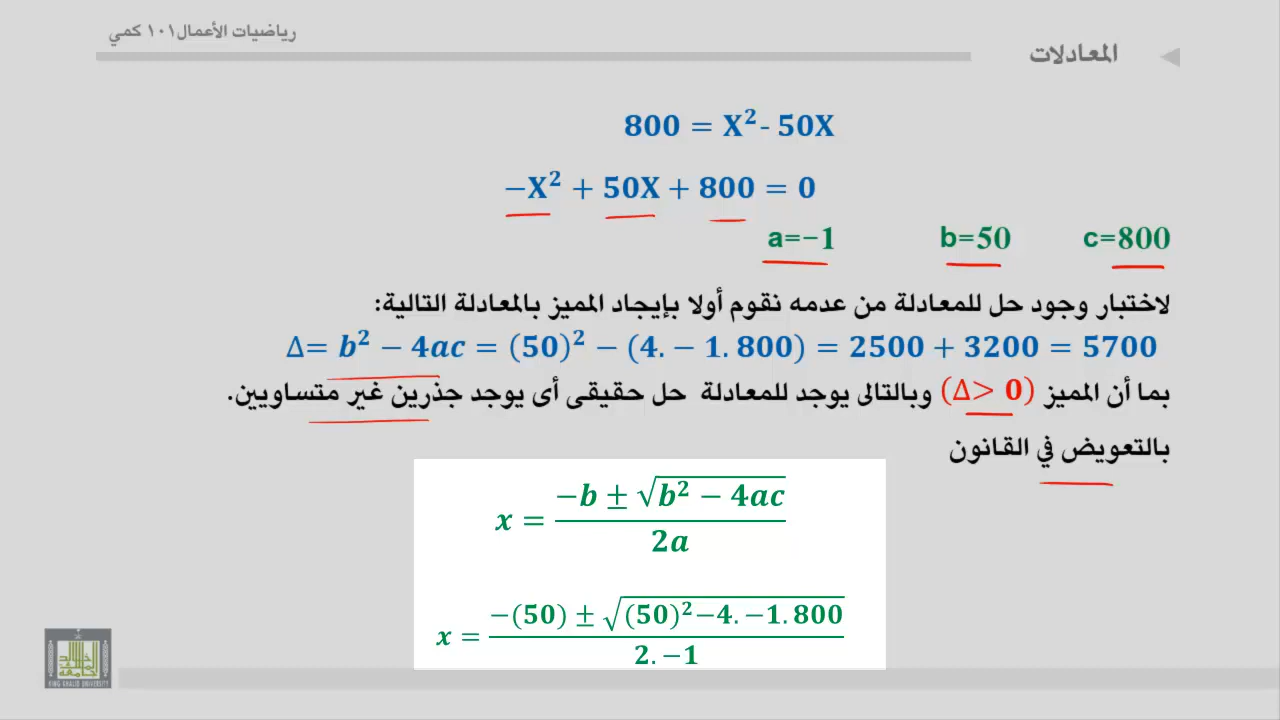 رياضيات الأعمال١٠١ كمي
المعادلات
800 = X² - 50X
−X² + 50X + 800 = 0
a=−1 b=50 c=800
لاختبار وجود حل للمعادلة من عدمه نقوم أولا بإيجاد المميز بالمعادلة التالية:
Δ= b² − 4ac = (50)² − (4. − 1. 800) = 2500 + 3200 = 5700
بما أن المميز (Δ> 0) وبالتالى يوجد للمعادلة حل حقيقى أى يوجد جذرين غير متساويين.
بالتعويض في القانون
x = (−b ± √(b² − 4ac)) / 2a
x = (−(50) ± √((50)²−4. −1. 800)) / 2. −1
KING KHALID UNIVERSITY